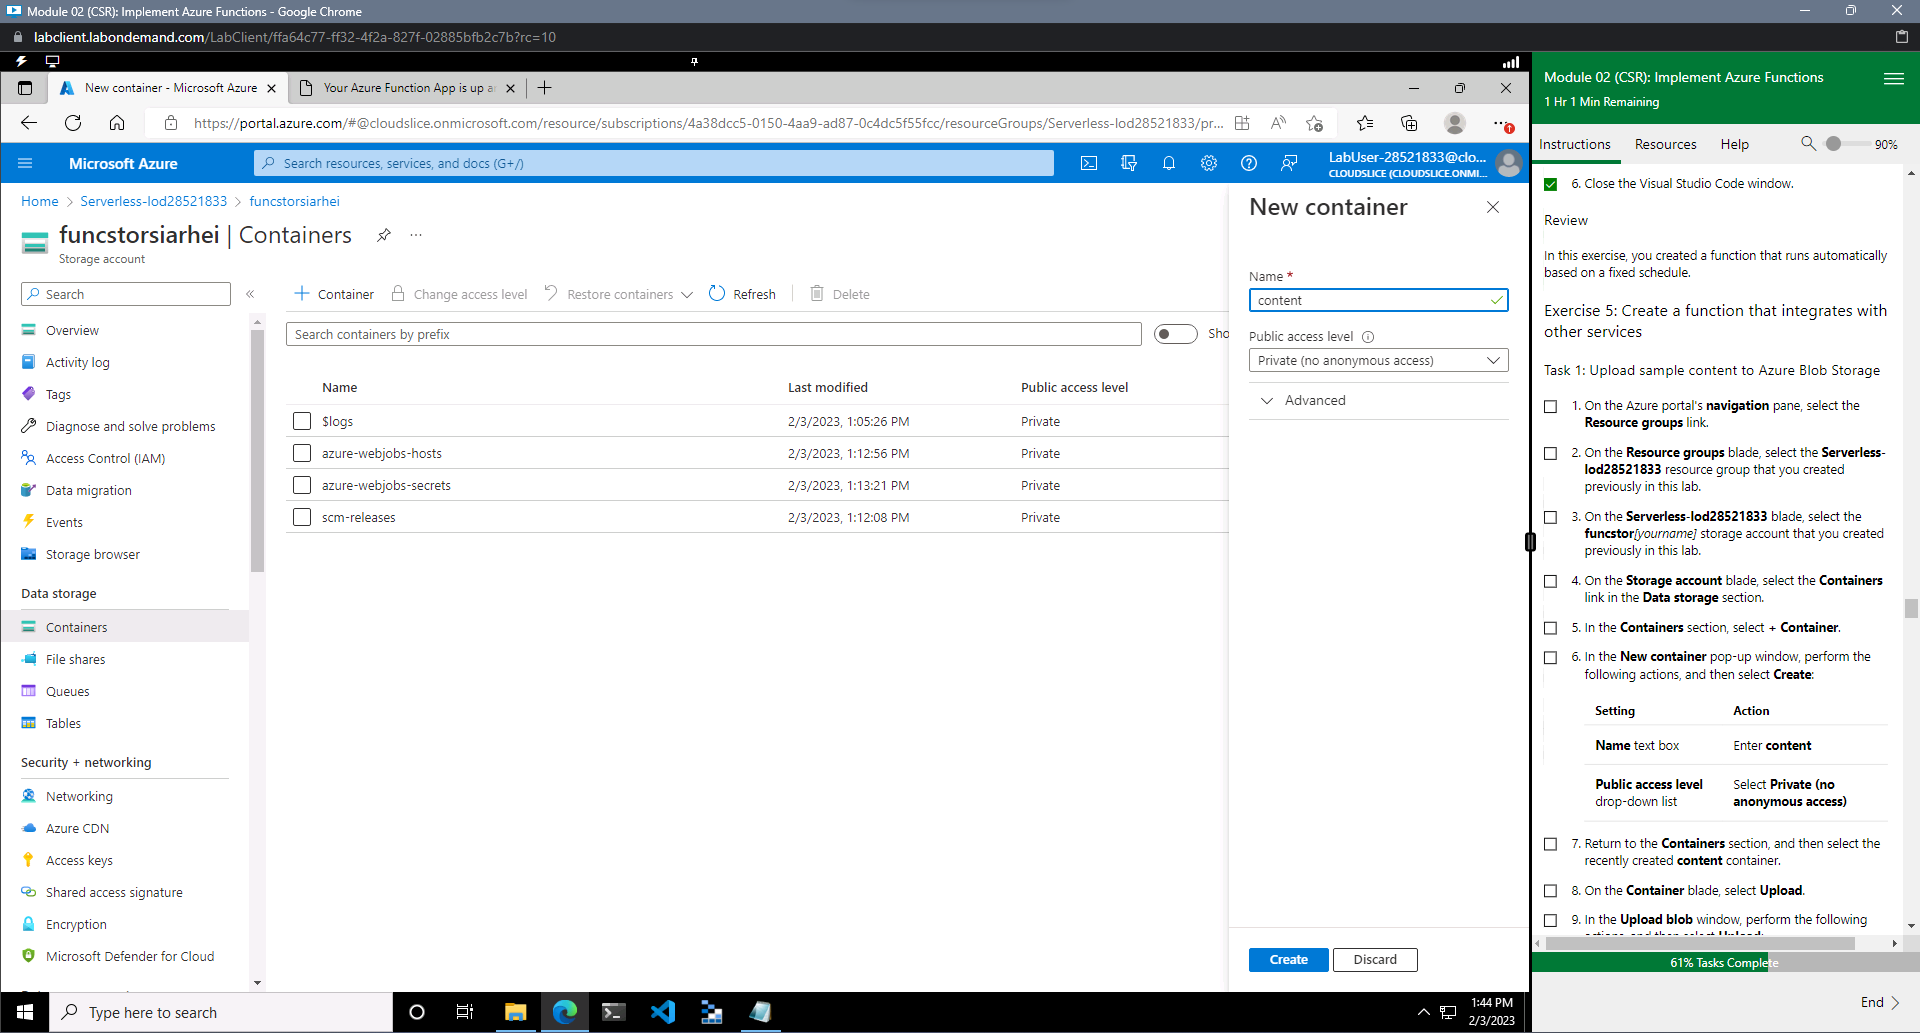 Module 02 (CSR): Implement Azure Functions - Google Chrome
labclient.labondemand.com/LabClient/ffa64c77-ff32-4f2a-827f-02885bfb2c7b?rc=10
New container - Microsoft Azure
Your Azure Function App is up a
https://portal.azure.com/#@cloudslice.onmicrosoft.com/resource/subscriptions/4a38dcc5-0150-4aa9-ad87-0c4dc5f55fcc/resourceGroups/Serverless-lod28521833/pr...
Microsoft Azure
Search resources, services, and docs (G+/)
LabUser-28521833@clo...
CLOUDSLICE (CLOUDSLICE.ONMI...
Home > Serverless-lod28521833 > funcstorsiarhei
funcstorsiarhei | Containers
Storage account
Search
Overview
Activity log
Tags
Diagnose and solve problems
Access Control (IAM)
Data migration
Events
Storage browser
Data storage
Containers
File shares
Queues
Tables
Security + networking
Networking
Azure CDN
Access keys
Shared access signature
Encryption
Microsoft Defender for Cloud
Container
Change access level
Restore containers
Refresh
Delete
Search containers by prefix
Sho
Name Last modified Public access level
$logs 2/3/2023, 1:05:26 PM Private
azure-webjobs-hosts 2/3/2023, 1:12:56 PM Private
azure-webjobs-secrets 2/3/2023, 1:13:21 PM Private
scm-releases 2/3/2023, 1:12:08 PM Private
New container
Name *
content
Public access level
Private (no anonymous access)
Advanced
Create
Discard
Module 02 (CSR): Implement Azure Functions
1 Hr 1 Min Remaining
Instructions Resources Help
90%
6. Close the Visual Studio Code window.
Review
In this exercise, you created a function that runs automatically
based on a fixed schedule.
Exercise 5: Create a function that integrates with
other services
Task 1: Upload sample content to Azure Blob Storage
1. On the Azure portal's navigation pane, select the
Resource groups link.
2. On the Resource groups blade, select the Serverless-
lod28521833 resource group that you created
previously in this lab.
3. On the Serverless-lod28521833 blade, select the
funcstor[yourname] storage account that you created
previously in this lab.
4. On the Storage account blade, select the Containers
link in the Data storage section.
5. In the Containers section, select + Container.
6. In the New container pop-up window, perform the
following actions, and then select Create:
Setting Action
Name text box Enter content
Public access level Select Private (no
drop-down list anonymous access)
7. Return to the Containers section, and then select the
recently created content container.
8. On the Container blade, select Upload.
9. In the Upload blob window, perform the following
61% Tasks Complete
End
Type here to search
1:44 PM
2/3/2023